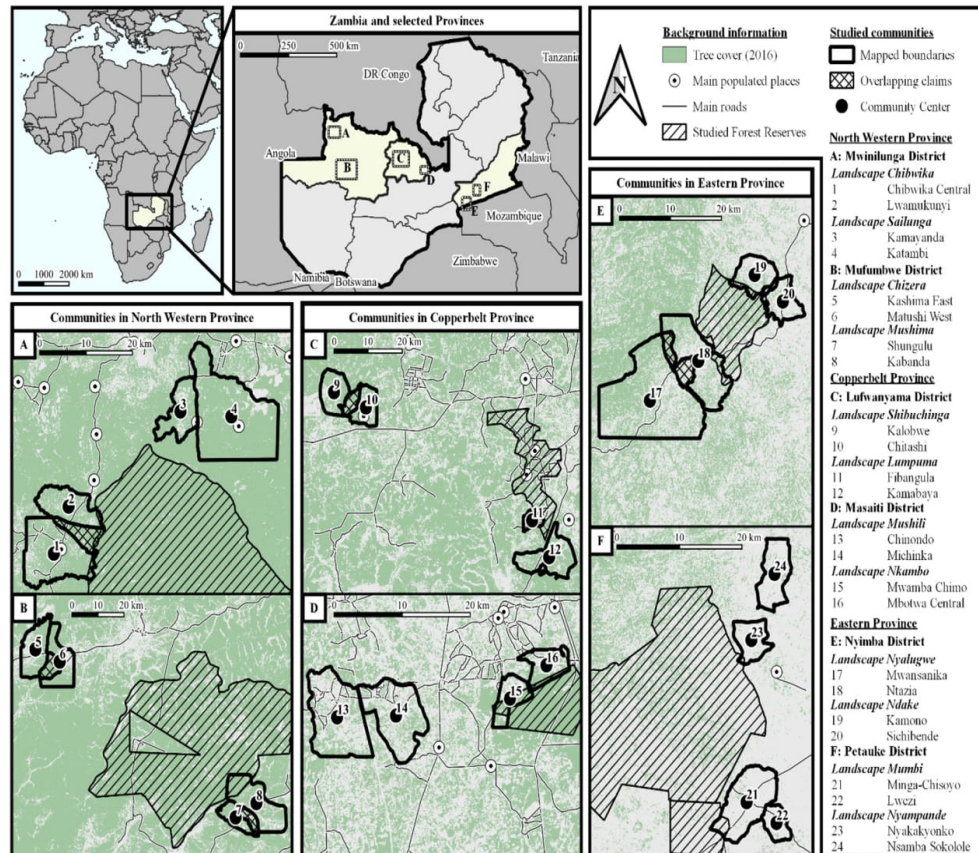 Zambia and selected Provinces
0 250 500 km
Tanzania
DR Congo
Angola
Malawi
Mozambique
Zimbabwe
Namibia
Botswana
A
B
C
D
F
E
0 1000 2000 km
N
Background information
Tree cover (2016)
Main populated places
Main roads
Studied Forest Reserves
Studied communities
Mapped boundaries
Overlapping claims
Community Center
North Western Province
A: Mwinilunga District
Landscape Chibwika
1 Chibwika Central
2 Lwamukunyi
Landscape Sailunga
3 Kamayanda
4 Katambi
B: Mufumbwe District
Landscape Chizera
5 Kashima East
6 Matushi West
Landscape Mushima
7 Shungulu
8 Kabanda
Copperbelt Province
C: Lufwanyama District
Landscape Shibuchinga
9 Kalobwe
10 Chitashi
Landscape Lumpuma
11 Fibangula
12 Kamabaya
D: Masaiti District
Landscape Mushili
13 Chinondo
14 Michinka
Landscape Nkambo
15 Mwamba Chimo
16 Mbotwa Central
Eastern Province
E: Nyimba District
Landscape Nyalugwe
17 Mwansanika
18 Ntazia
Landscape Ndake
19 Kamono
20 Sichibende
F: Petauke District
Landscape Mumbi
21 Minga-Chisoyo
22 Lwezi
Landscape Nyampande
23 Nyakakyonko
24 Nsamba Sokolole
Communities in North Western Province
A
0 10 20 km
3
4
2
1
B
0 10 20 km
5
6
8
7
Communities in Copperbelt Province
C
0 10 20 km
9
10
11
12
D
0 10 20 km
16
15
13
14
Communities in Eastern Province
E
0 10 20 km
19
20
18
17
F
0 10 20 km
24
23
21
22